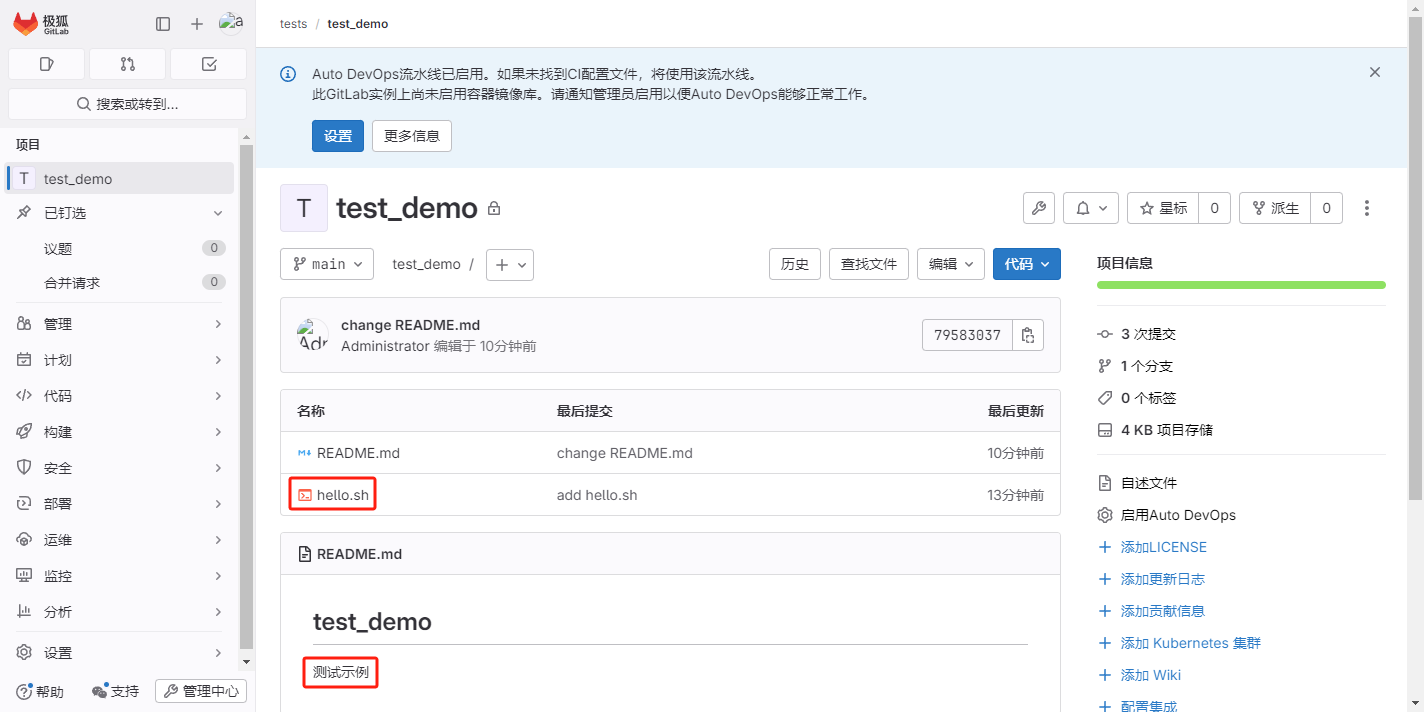 极狐
GitLab
搜索或转到...
项目
T test_demo
已钉选
议题 0
合并请求 0
管理
计划
代码
构建
安全
部署
运维
监控
分析
设置
帮助 支持 管理中心
tests / test_demo
Auto DevOps流水线已启用。如果未找到CI配置文件，将使用该流水线。
此GitLab实例上尚未启用容器镜像库。请通知管理员启用以便Auto DevOps能够正常工作。
设置 更多信息
T test_demo
星标 0 派生 0
main test_demo / 历史 查找文件 编辑 代码
change README.md
Administrator 编辑于 10分钟前
79583037
名称 最后提交 最后更新
README.md change README.md 10分钟前
hello.sh add hello.sh 13分钟前
README.md
test_demo
测试示例
项目信息
3 次提交
1 个分支
0 个标签
4 KB 项目存储
自述文件
启用Auto DevOps
添加LICENSE
添加更新日志
添加贡献信息
添加 Kubernetes 集群
添加 Wiki
配置集成